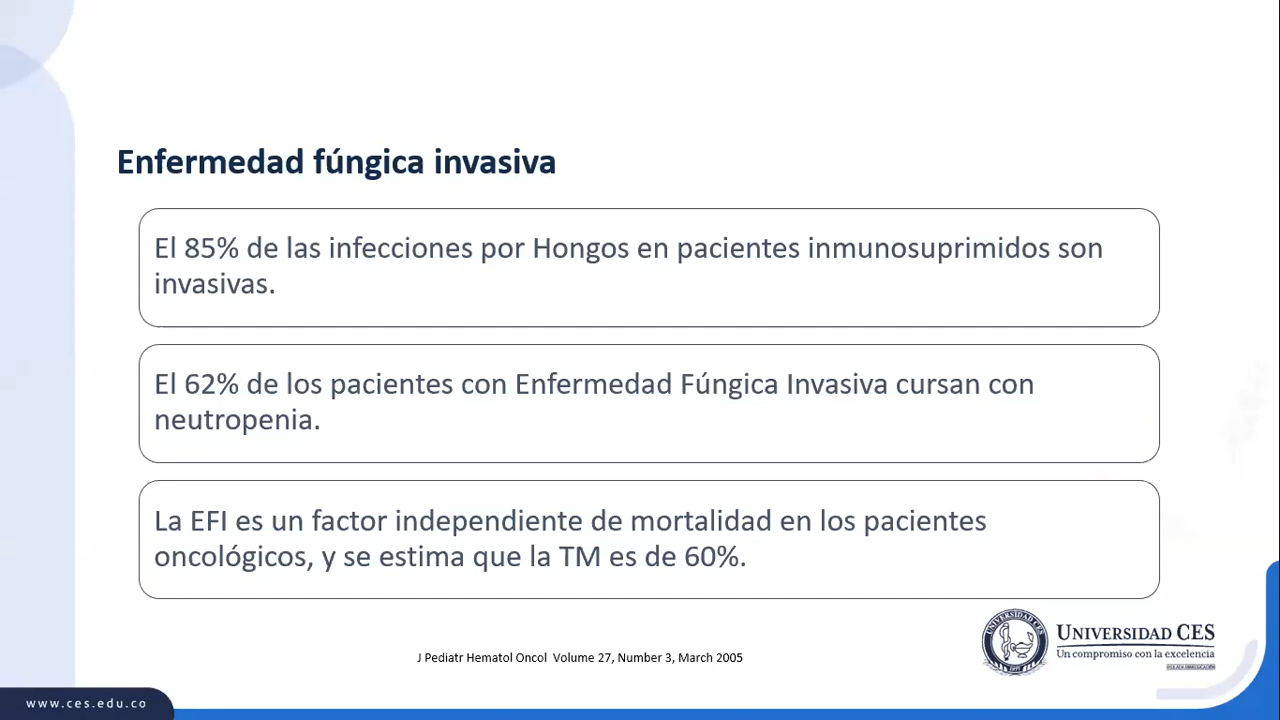 Enfermedad fúngica invasiva
El 85% de las infecciones por Hongos en pacientes inmunosuprimidos son
invasivas.
El 62% de los pacientes con Enfermedad Fúngica Invasiva cursan con
neutropenia.
La EFI es un factor independiente de mortalidad en los pacientes
oncológicos, y se estima que la TM es de 60%.
J Pediatr Hematol Oncol Volume 27, Number 3, March 2005
UNIVERSIDAD CES
UNIVERSIDAD CES
Un compromiso con la excelencia
www.ces.edu.co